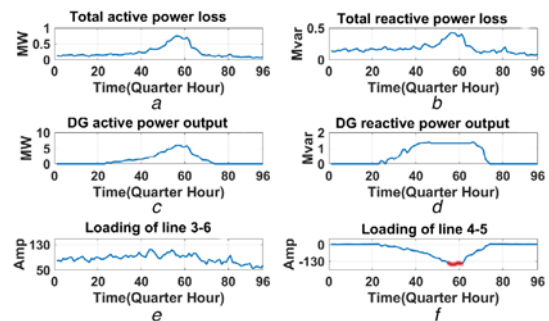 Total active power loss
MW
1
0.5
0
0 20 40 60 80 96
Time(Quarter Hour)
a
Total reactive power loss
Mvar
0.5
0
0 20 40 60 80 96
Time(Quarter Hour)
b
DG active power output
MW
10
5
0
0 20 40 60 80 96
Time(Quarter Hour)
c
DG reactive power output
Mvar
2
1
0
0 20 40 60 80 96
Time(Quarter Hour)
d
Loading of line 3-6
Amp
130
50
0 20 40 60 80 96
Time(Quarter Hour)
e
Loading of line 4-5
Amp
0
-130
0 20 40 60 80 96
Time(Quarter Hour)
f